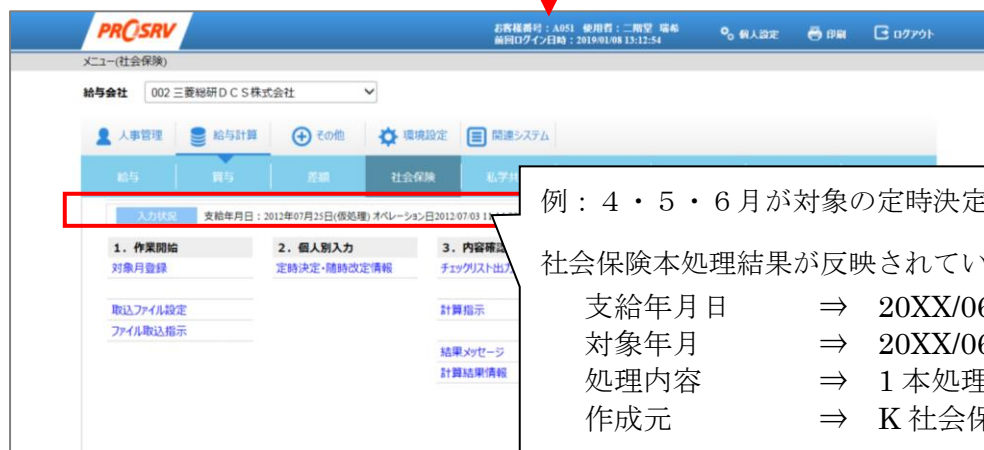 PROSRV
お客様番号：A051 使用者：二階堂 瑞希
前回ログイン日時：2019/01/08 13:12:54
個人設定
印刷
ログアウト
メニュー(社会保険)
給与会社 002 三菱総研ＤＣＳ株式会社
人事管理 給与計算 その他 環境設定 関連システム
給与 賞与 差額 社会保険 私学共
入力状況 支給年月日：2012年07月25日(仮処理) オペレーション日2012/07/03 11
1．作業開始 2．個人別入力 3．内容確認
対象月登録 定時決定・随時改定情報 チェックリスト出力
取込ファイル設定 計算指示
ファイル取込指示
結果メッセージ
計算結果情報
例：４・５・６月が対象の定時決定
社会保険本処理結果が反映されてい
支給年月日 ⇒ 20XX/06
対象年月 ⇒ 20XX/06
処理内容 ⇒ 1 本処理
作成元 ⇒ K 社会保